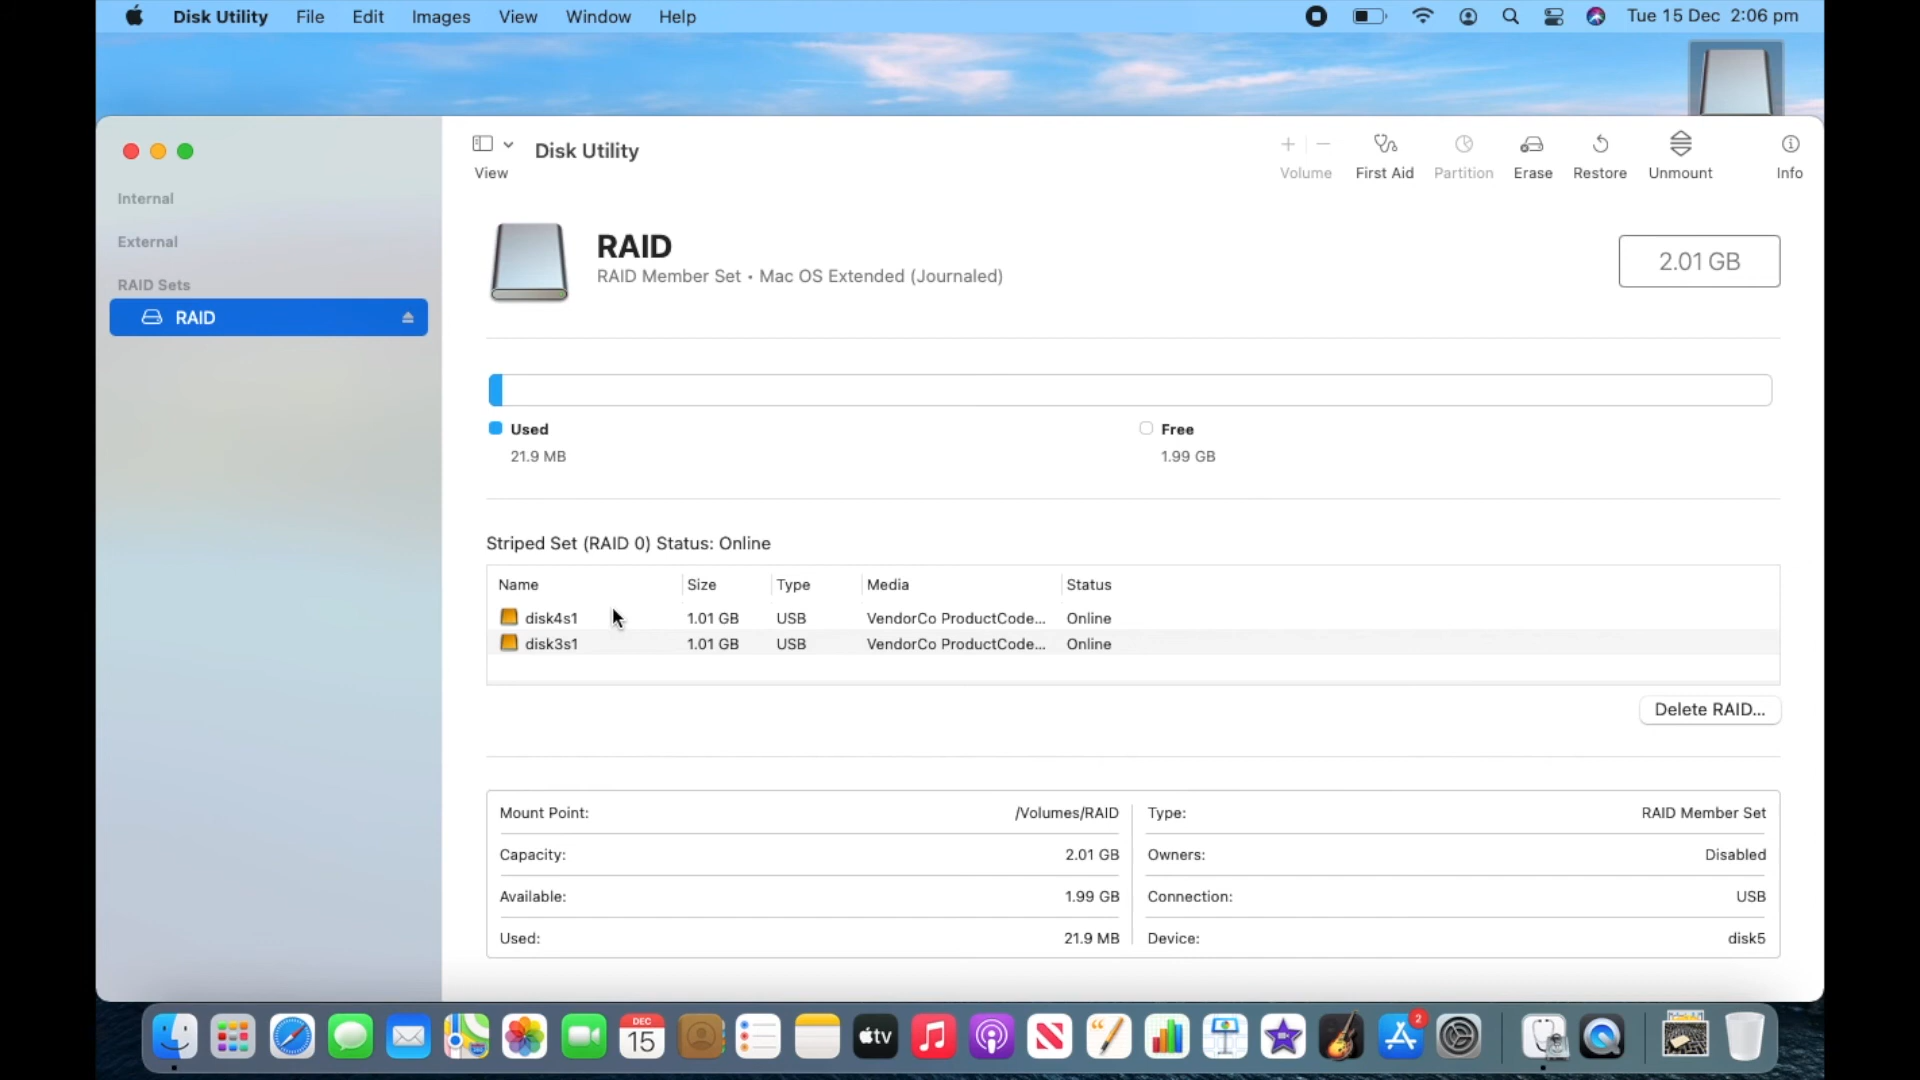 Disk Utility File Edit Images View Window Help Tue 15 Dec 2:06 pm
Disk Utility
View
Volume First Aid Partition Erase Restore Unmount Info
Internal
External
RAID Sets
RAID
RAID
RAID Member Set • Mac OS Extended (Journaled)
2.01 GB
Used
21.9 MB
Free
1.99 GB
Striped Set (RAID 0) Status: Online
Name Size Type Media Status
disk4s1 1.01 GB USB VendorCo ProductCode... Online
disk3s1 1.01 GB USB VendorCo ProductCode... Online
Delete RAID...
Mount Point: /Volumes/RAID
Capacity: 2.01 GB
Available: 1.99 GB
Used: 21.9 MB
Type: RAID Member Set
Owners: Disabled
Connection: USB
Device: disk5
DEC
15
tv
2